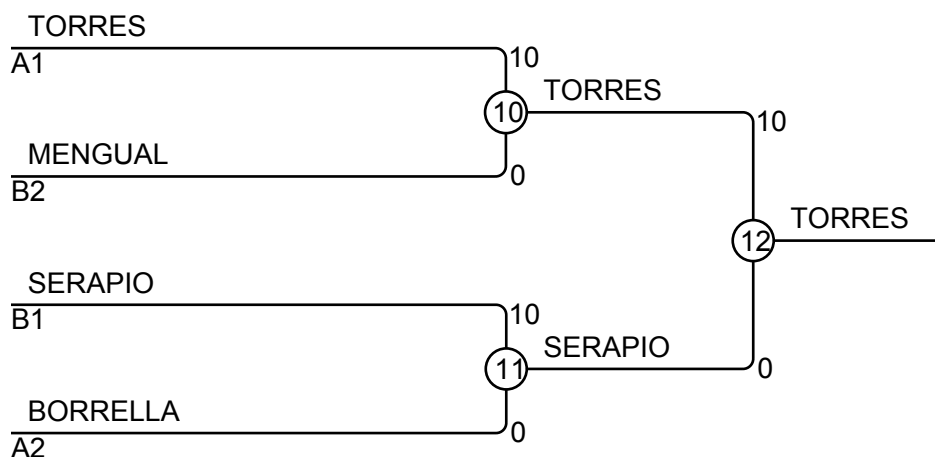 TORRES
A1
10
10
TORRES
10
MENGUAL
B2
0
12
TORRES
SERAPIO
B1
10
11
SERAPIO
0
BORRELLA
A2
0